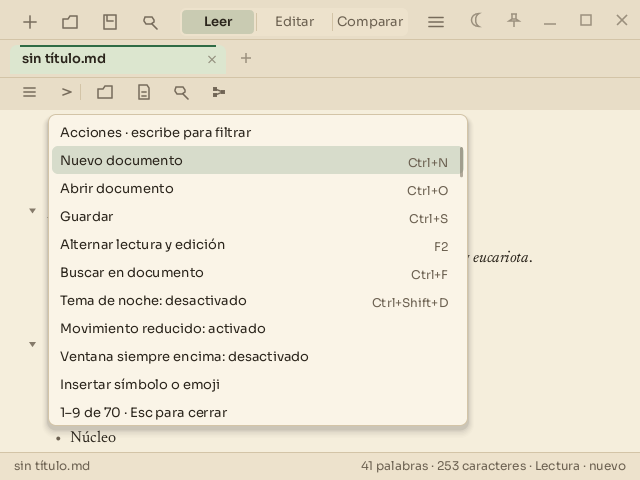 Leer Editar Comparar
sin título.md
Acciones · escribe para filtrar
Nuevo documento Ctrl+N
Abrir documento Ctrl+O
Guardar Ctrl+S
Alternar lectura y edición F2
Buscar en documento Ctrl+F
Tema de noche: desactivado Ctrl+Shift+D
Movimiento reducido: activado
Ventana siempre encima: desactivado
Insertar símbolo o emoji
1–9 de 70 · Esc para cerrar
y eucariota.
• Núcleo
sin título.md 41 palabras · 253 caracteres · Lectura · nuevo